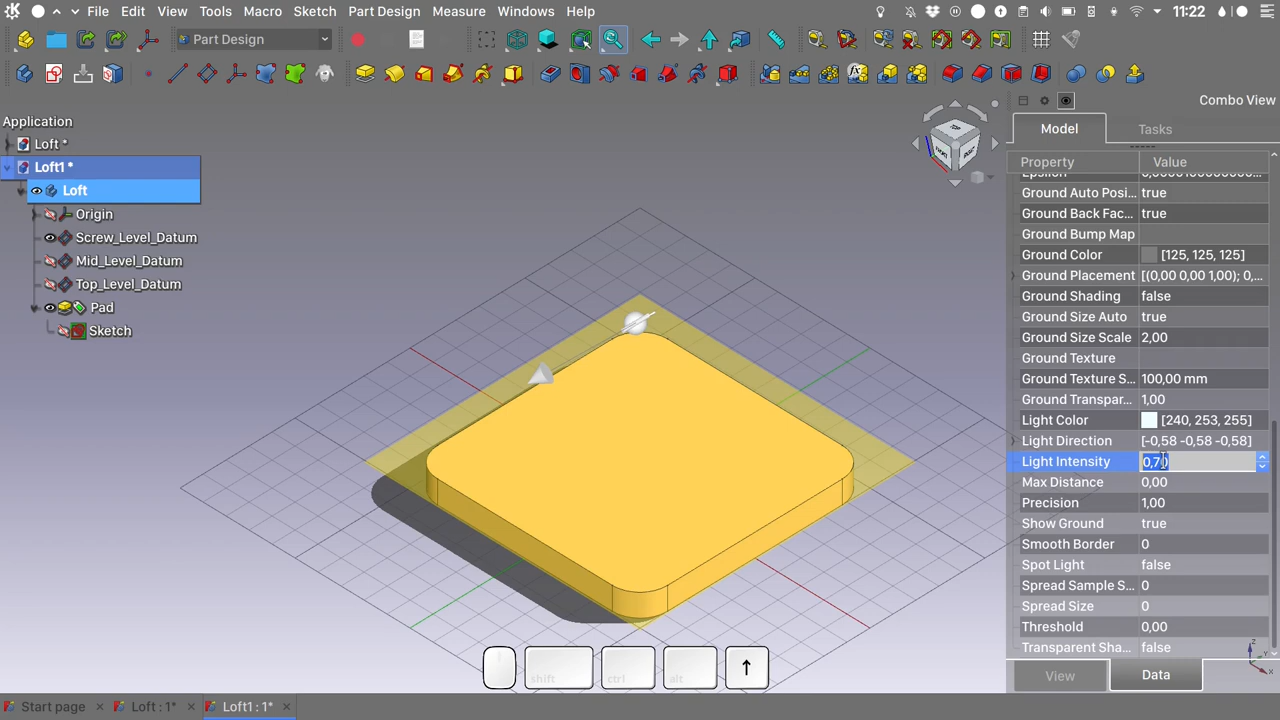 File Edit View Tools Macro Sketch Part Design Measure Windows Help 11:22
Part Design
Combo View
Model Tasks
Application
Loft *
Loft1 *
Loft
Origin
Screw_Level_Datum
Mid_Level_Datum
Top_Level_Datum
Pad
Sketch
TOP
FRONT
RIGHT
Property Value
Ground Auto Posi... true
Ground Back Fac... true
Ground Bump Map
Ground Color [125, 125, 125]
Ground Placement [(0,00 0,00 1,00); 0,...
Ground Shading false
Ground Size Auto true
Ground Size Scale 2,00
Ground Texture
Ground Texture S... 100,00 mm
Ground Transpar... 1,00
Light Color [240, 253, 255]
Light Direction [-0,58 -0,58 -0,58]
Light Intensity 0,70
Max Distance 0,00
Precision 1,00
Show Ground true
Smooth Border 0
Spot Light false
Spread Sample S... 0
Spread Size 0
Threshold 0,00
Transparent Sha... false
shift ctrl alt ↑
View Data
Start page × Loft : 1* × Loft1 : 1* ×